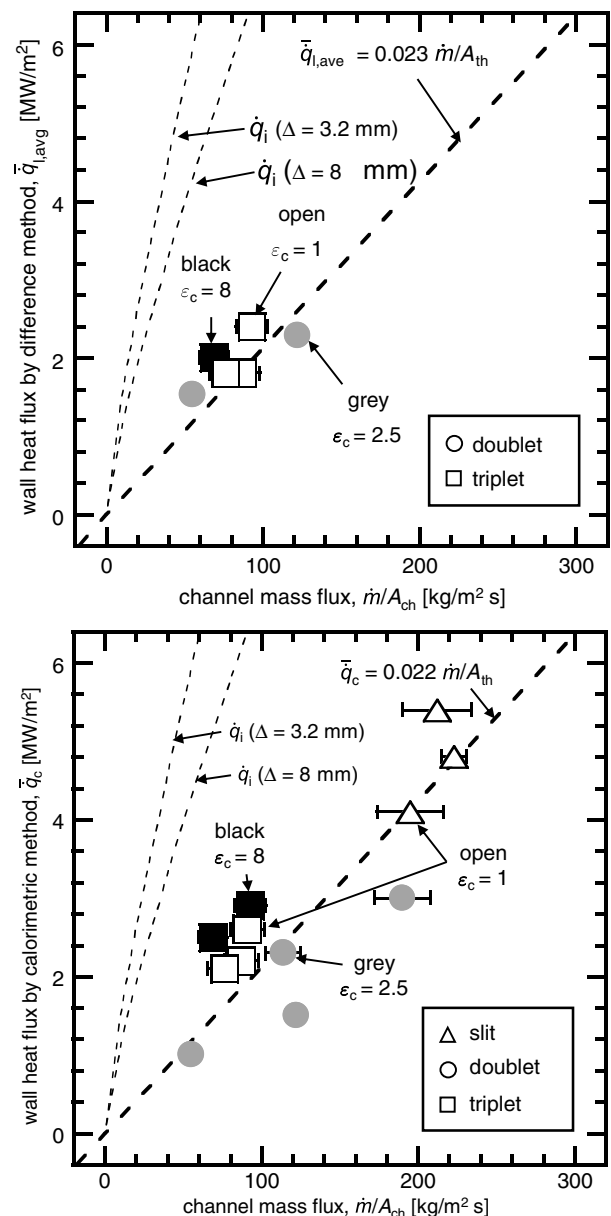 wall heat flux by difference method, q̄̇l,avg [MW/m²]
6
4
2
0
q̄̇l,ave = 0.023 ṁ/Ath
q̇i (Δ = 3.2 mm)
q̇i (Δ = 8 mm)
open
εc = 1
black
εc = 8
grey
εc = 2.5
doublet
triplet
0 100 200 300
channel mass flux, ṁ/Ach [kg/m² s]
wall heat flux by calorimetric method, q̄̇c [MW/m²]
6
4
2
0
q̄̇c = 0.022 ṁ/Ath
q̇i (Δ = 3.2 mm)
q̇i (Δ = 8 mm)
black
εc = 8
open
εc = 1
grey
εc = 2.5
slit
doublet
triplet
0 100 200 300
channel mass flux, ṁ/Ach [kg/m² s]